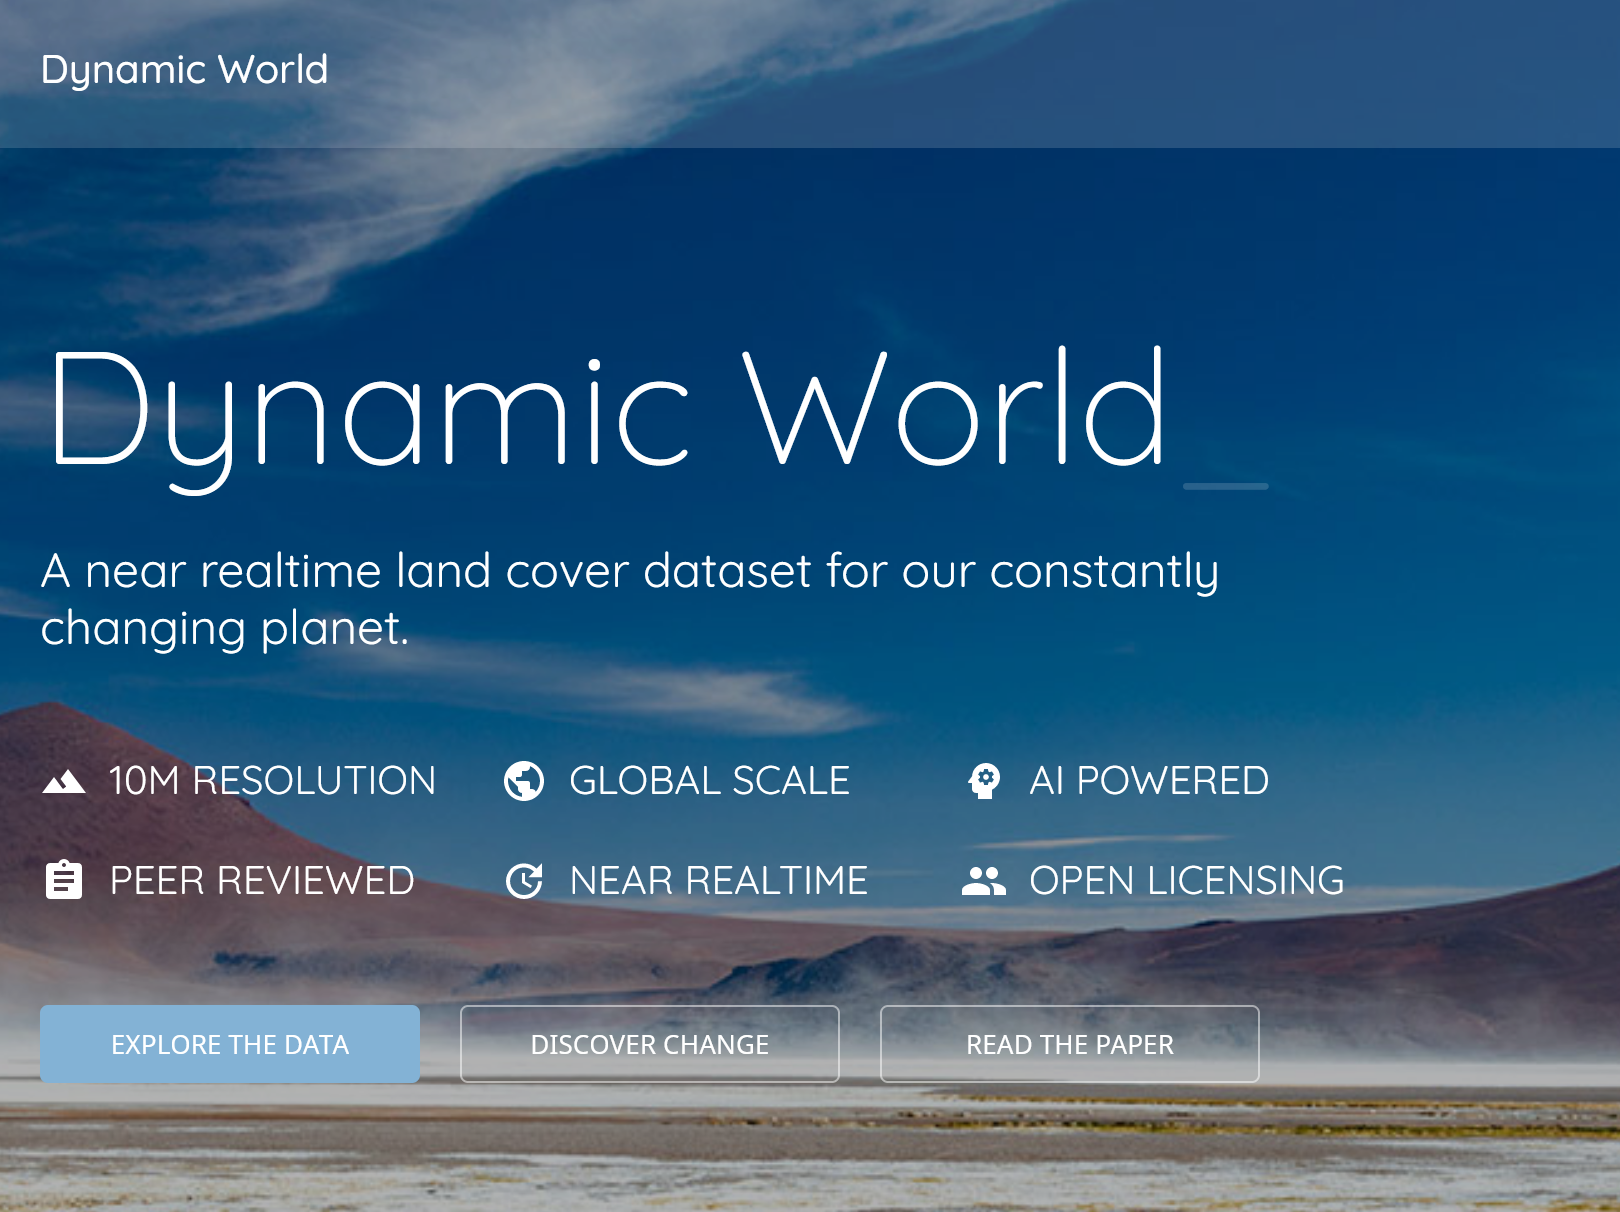 Dynamic World
Dynamic World_
A near realtime land cover dataset for our constantly
changing planet.
10M RESOLUTION
GLOBAL SCALE
AI POWERED
PEER REVIEWED
NEAR REALTIME
OPEN LICENSING
EXPLORE THE DATA
DISCOVER CHANGE
READ THE PAPER